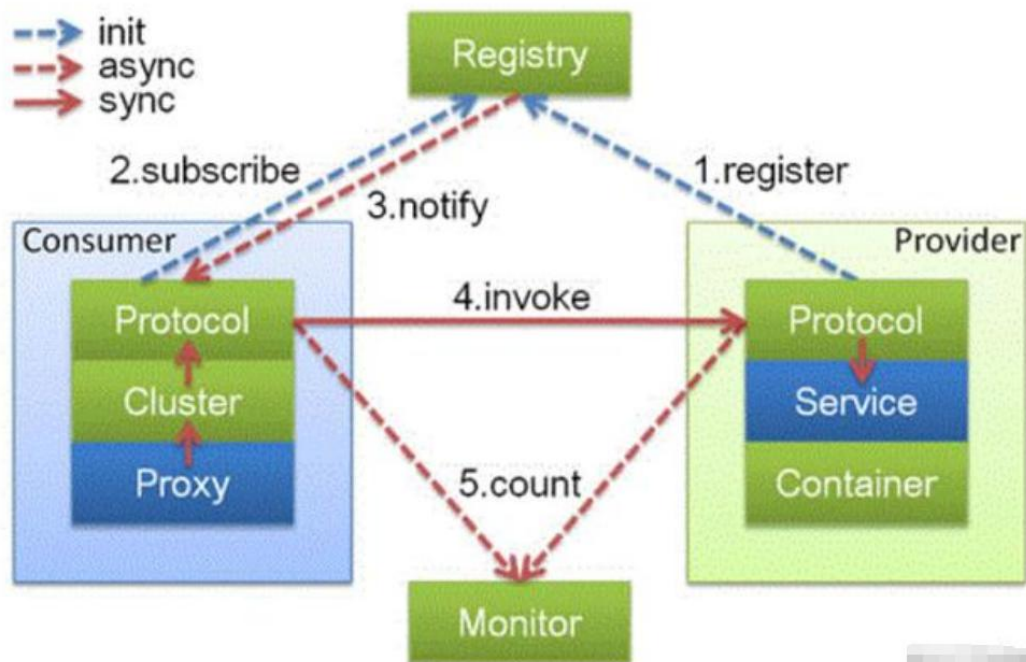 init
async
sync
Registry
2.subscribe
3.notify
1.register
Consumer
Provider
Protocol
Cluster
Proxy
4.invoke
Protocol
Service
Container
5.count
Monitor